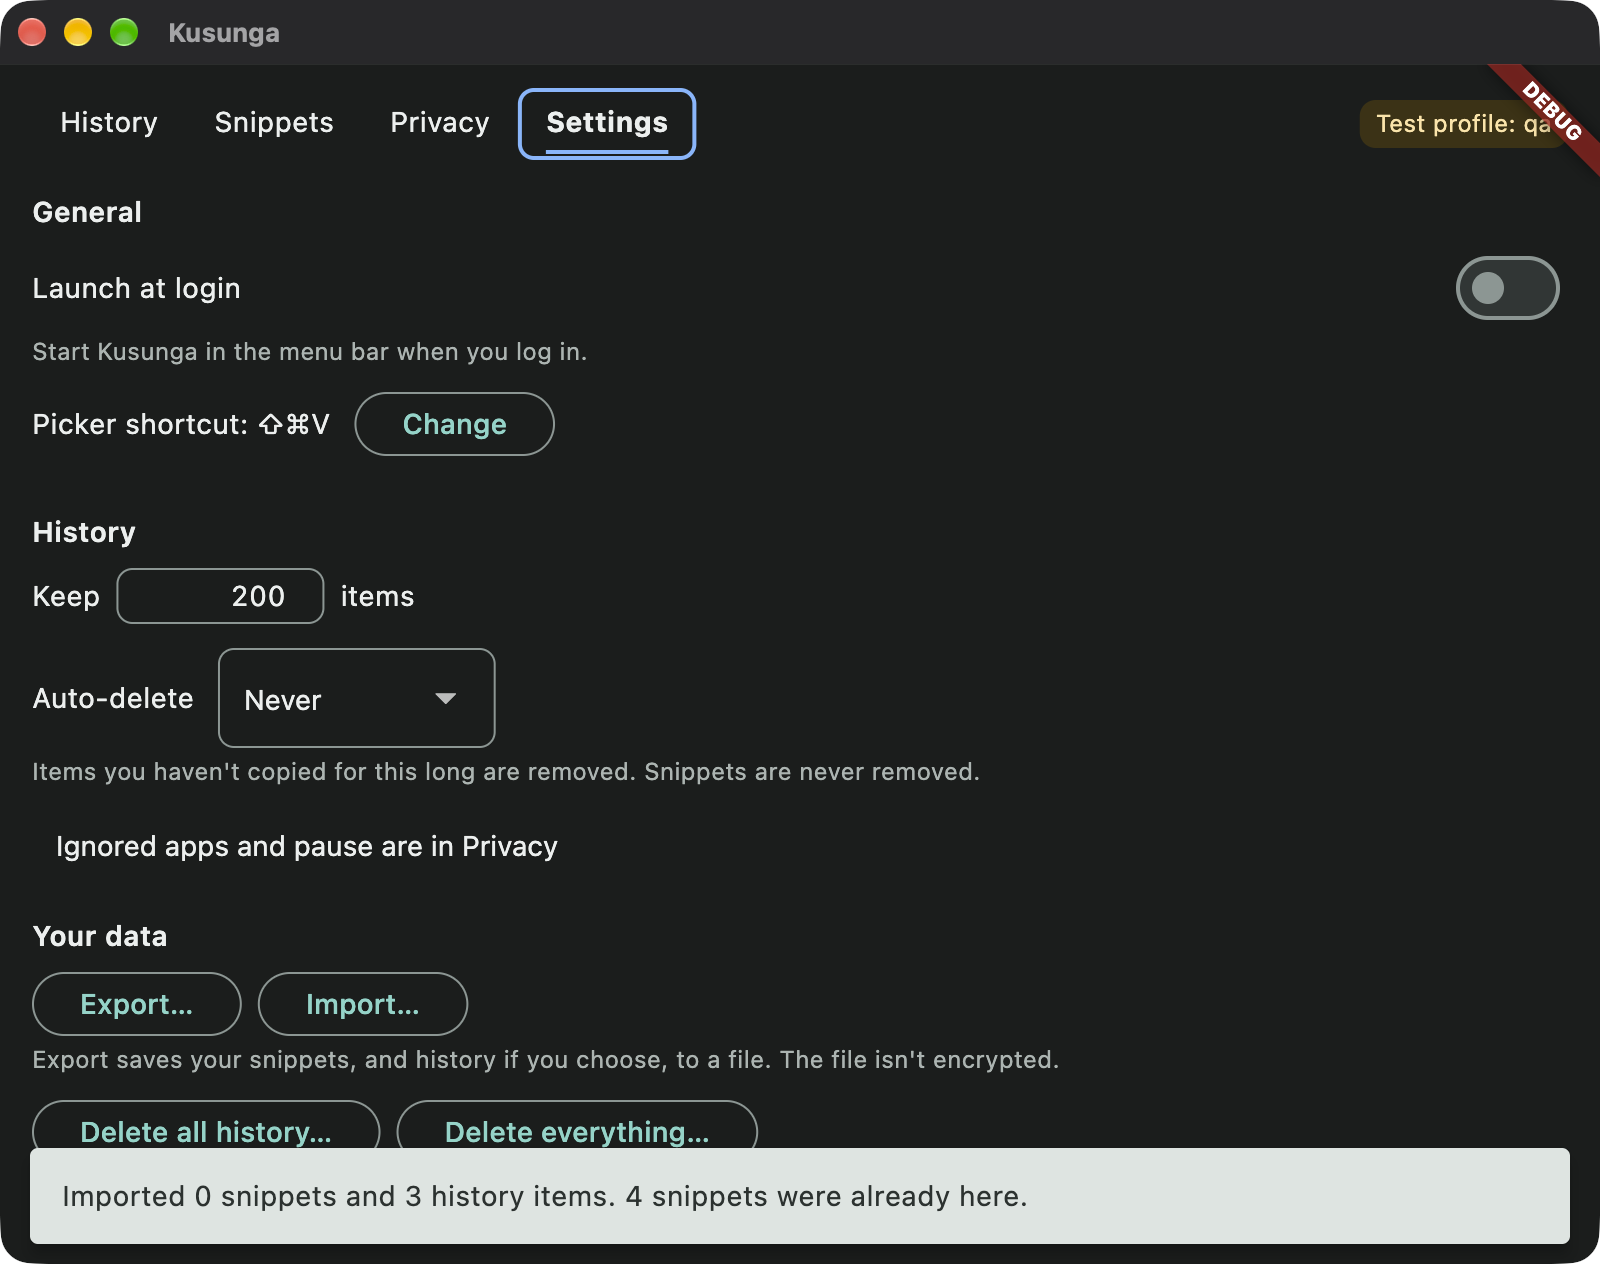 Kusunga
History Snippets Privacy Settings
Test profile: qa
DEBUG
General
Launch at login
Start Kusunga in the menu bar when you log in.
Picker shortcut: ⇧⌘V Change
History
Keep 200 items
Auto-delete Never
Items you haven't copied for this long are removed. Snippets are never removed.
Ignored apps and pause are in Privacy
Your data
Export... Import...
Export saves your snippets, and history if you choose, to a file. The file isn't encrypted.
Delete all history... Delete everything...
Imported 0 snippets and 3 history items. 4 snippets were already here.